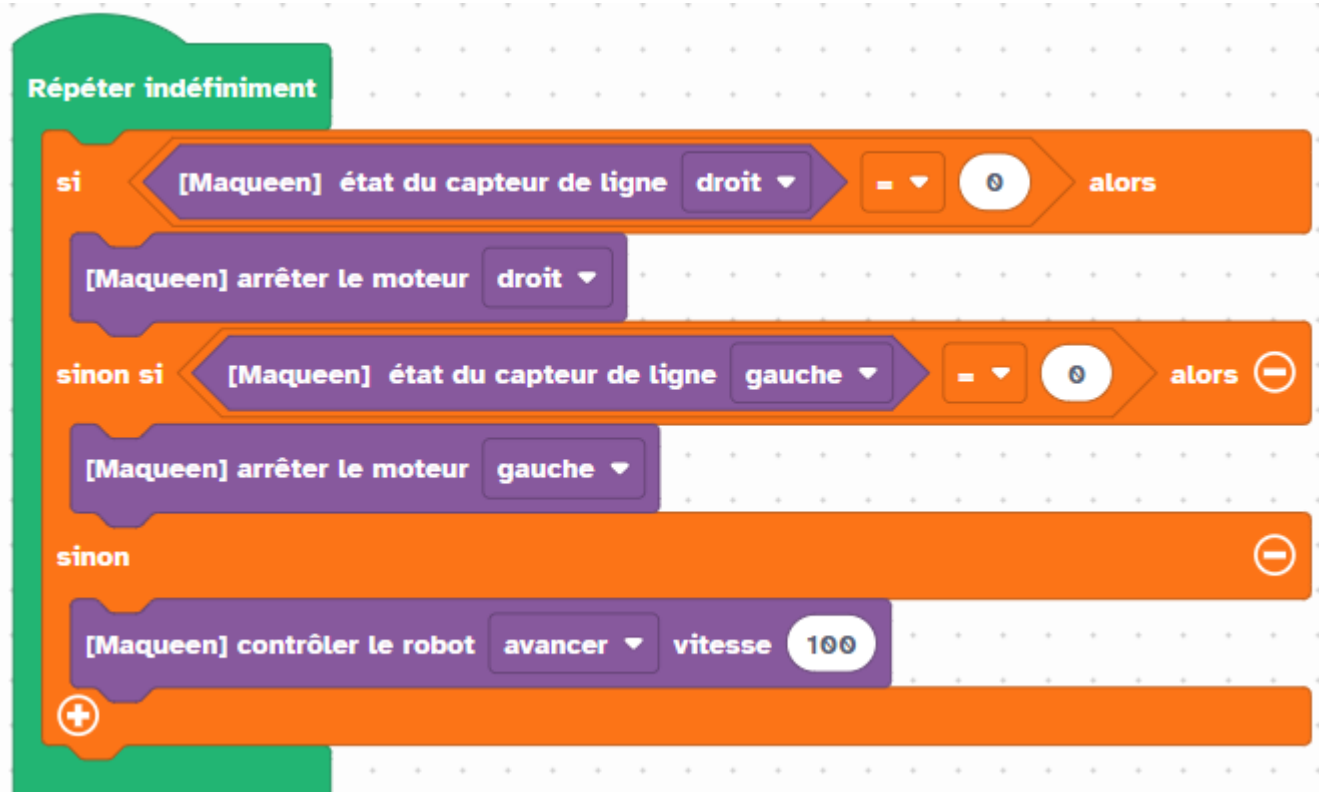 Répéter indéfiniment
si [Maqueen] état du capteur de ligne droit = 0 alors
[Maqueen] arrêter le moteur droit
sinon si [Maqueen] état du capteur de ligne gauche = 0 alors
[Maqueen] arrêter le moteur gauche
sinon
[Maqueen] contrôler le robot avancer vitesse 100